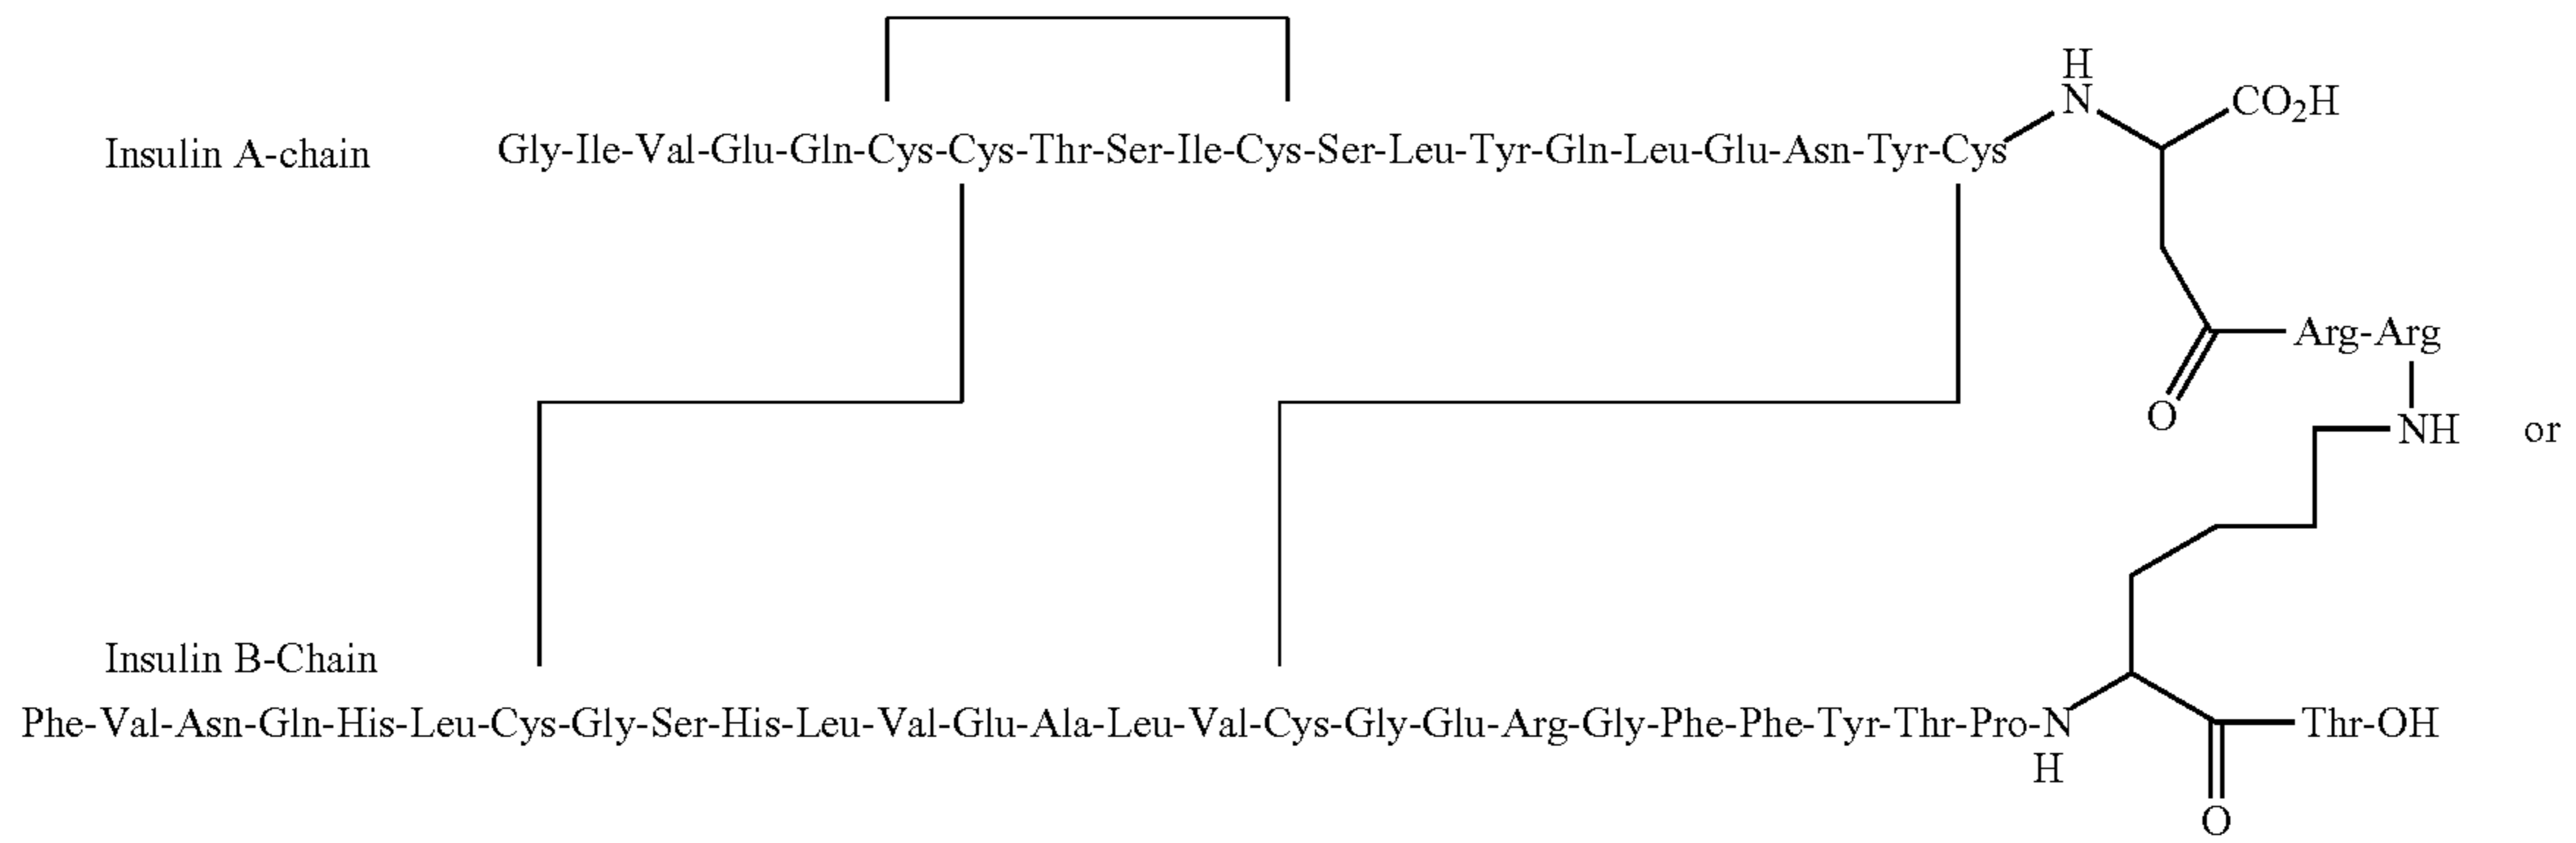 H
N
CO₂H
Insulin A-chain Gly-Ile-Val-Glu-Gln-Cys-Cys-Thr-Ser-Ile-Cys-Ser-Leu-Tyr-Gln-Leu-Glu-Asn-Tyr-Cys
Arg-Arg
O
NH or
Insulin B-Chain
Phe-Val-Asn-Gln-His-Leu-Cys-Gly-Ser-His-Leu-Val-Glu-Ala-Leu-Val-Cys-Gly-Glu-Arg-Gly-Phe-Phe-Tyr-Thr-Pro-N Thr-OH
H
O